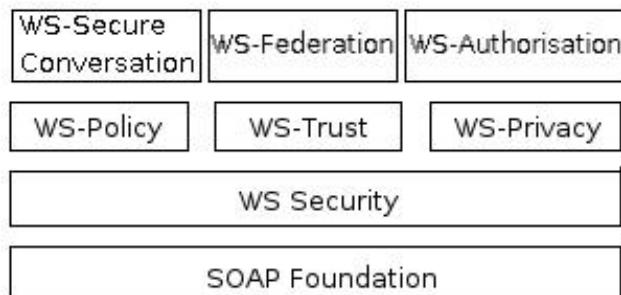 WS-Secure
Conversation
WS-Federation
WS-Authorisation
WS-Policy
WS-Trust
WS-Privacy
WS Security
SOAP Foundation